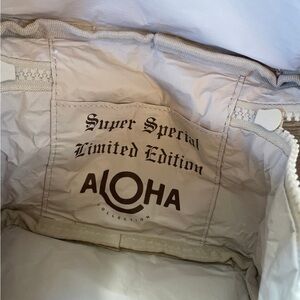 Super Special
Limited Edition
ALOHA
COLLECTION